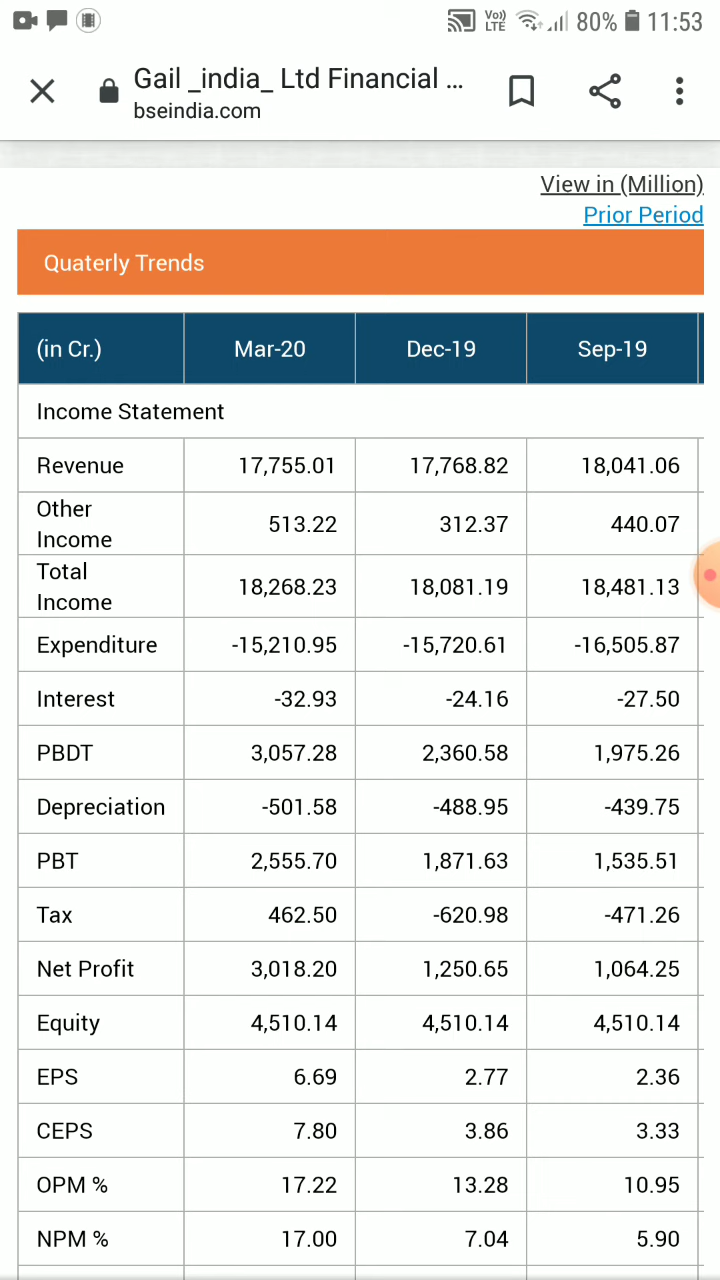 Vo)) LTE 80% 11:53
Gail _india_ Ltd Financial ...
bseindia.com
View in (Million)
Prior Period
Quaterly Trends
(in Cr.) Mar-20 Dec-19 Sep-19
Income Statement
Revenue 17,755.01 17,768.82 18,041.06
Other
Income 513.22 312.37 440.07
Total
Income 18,268.23 18,081.19 18,481.13
Expenditure -15,210.95 -15,720.61 -16,505.87
Interest -32.93 -24.16 -27.50
PBDT 3,057.28 2,360.58 1,975.26
Depreciation -501.58 -488.95 -439.75
PBT 2,555.70 1,871.63 1,535.51
Tax 462.50 -620.98 -471.26
Net Profit 3,018.20 1,250.65 1,064.25
Equity 4,510.14 4,510.14 4,510.14
EPS 6.69 2.77 2.36
CEPS 7.80 3.86 3.33
OPM % 17.22 13.28 10.95
NPM % 17.00 7.04 5.90